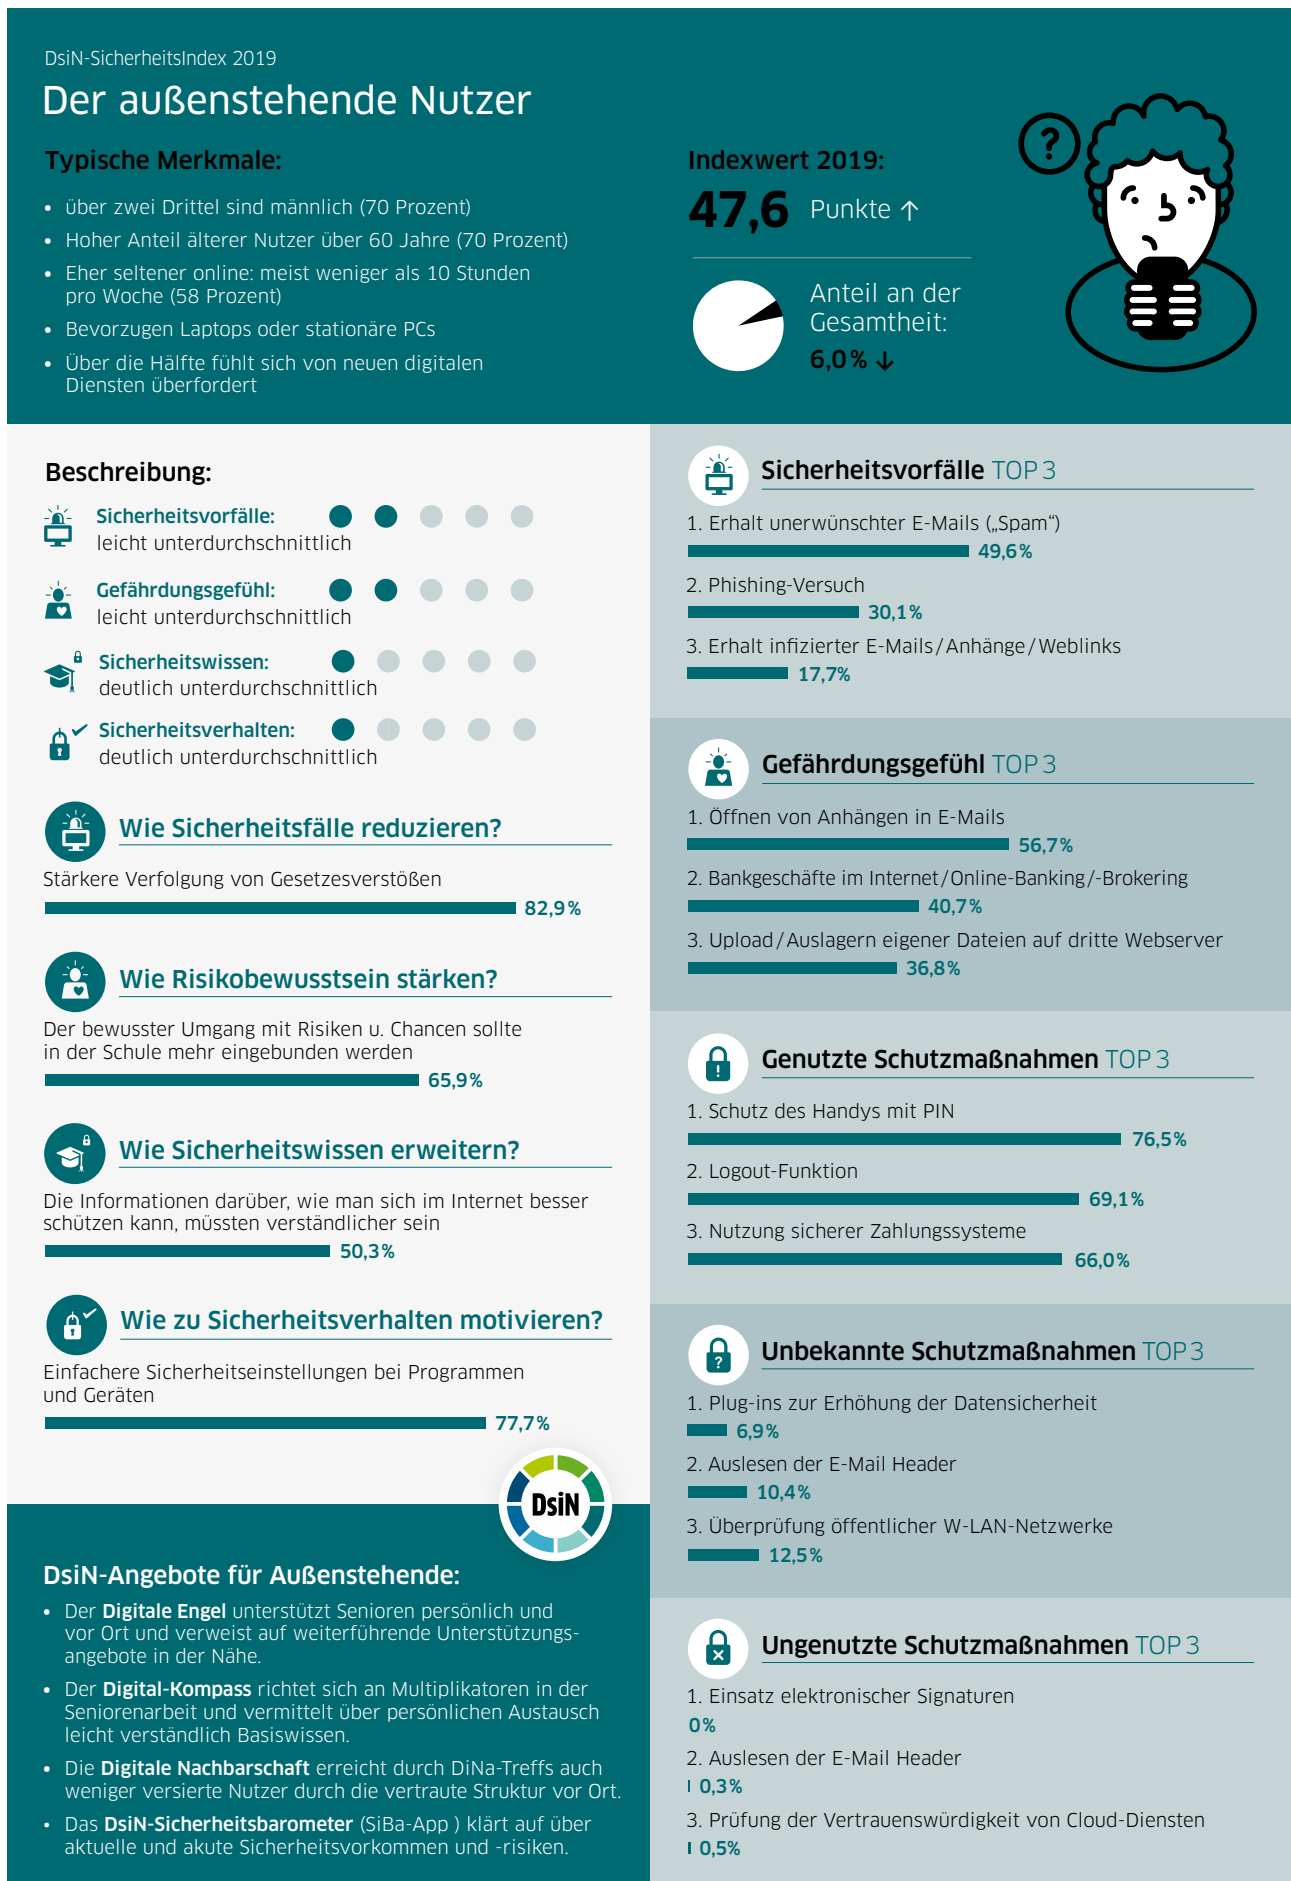 DsiN-SicherheitsIndex 2019
Der außenstehende Nutzer
Typische Merkmale:
• über zwei Drittel sind männlich (70 Prozent)
• Hoher Anteil älterer Nutzer über 60 Jahre (70 Prozent)
• Eher seltener online: meist weniger als 10 Stunden
pro Woche (58 Prozent)
• Bevorzugen Laptops oder stationäre PCs
• Über die Hälfte fühlt sich von neuen digitalen
Diensten überfordert
Indexwert 2019:
47,6 Punkte ↑
Anteil an der
Gesamtheit:
6,0 % ↓
?
Beschreibung:
Sicherheitsvorfälle:
leicht unterdurchschnittlich
Gefährdungsgefühl:
leicht unterdurchschnittlich
Sicherheitswissen:
deutlich unterdurchschnittlich
Sicherheitsverhalten:
deutlich unterdurchschnittlich
Wie Sicherheitsfälle reduzieren?
Stärkere Verfolgung von Gesetzesverstößen
82,9 %
Wie Risikobewusstsein stärken?
Der bewusster Umgang mit Risiken u. Chancen sollte
in der Schule mehr eingebunden werden
65,9 %
Wie Sicherheitswissen erweitern?
Die Informationen darüber, wie man sich im Internet besser
schützen kann, müssten verständlicher sein
50,3 %
Wie zu Sicherheitsverhalten motivieren?
Einfachere Sicherheitseinstellungen bei Programmen
und Geräten
77,7 %
DsiN
DsiN-Angebote für Außenstehende:
• Der Digitale Engel unterstützt Senioren persönlich und
vor Ort und verweist auf weiterführende Unterstützungs-
angebote in der Nähe.
• Der Digital-Kompass richtet sich an Multiplikatoren in der
Seniorenarbeit und vermittelt über persönlichen Austausch
leicht verständlich Basiswissen.
• Die Digitale Nachbarschaft erreicht durch DiNa-Treffs auch
weniger versierte Nutzer durch die vertraute Struktur vor Ort.
• Das DsiN-Sicherheitsbarometer (SiBa-App ) klärt auf über
aktuelle und akute Sicherheitsvorkommen und -risiken.
Sicherheitsvorfälle TOP 3
1. Erhalt unerwünschter E-Mails („Spam“)
49,6 %
2. Phishing-Versuch
30,1 %
3. Erhalt infizierter E-Mails / Anhänge / Weblinks
17,7 %
Gefährdungsgefühl TOP 3
1. Öffnen von Anhängen in E-Mails
56,7 %
2. Bankgeschäfte im Internet / Online-Banking / -Brokering
40,7 %
3. Upload / Auslagern eigener Dateien auf dritte Webserver
36,8 %
Genutzte Schutzmaßnahmen TOP 3
1. Schutz des Handys mit PIN
76,5 %
2. Logout-Funktion
69,1 %
3. Nutzung sicherer Zahlungssysteme
66,0 %
Unbekannte Schutzmaßnahmen TOP 3
1. Plug-ins zur Erhöhung der Datensicherheit
6,9 %
2. Auslesen der E-Mail Header
10,4 %
3. Überprüfung öffentlicher W-LAN-Netzwerke
12,5 %
Ungenutzte Schutzmaßnahmen TOP 3
1. Einsatz elektronischer Signaturen
0 %
2. Auslesen der E-Mail Header
0,3 %
3. Prüfung der Vertrauenswürdigkeit von Cloud-Diensten
0,5%